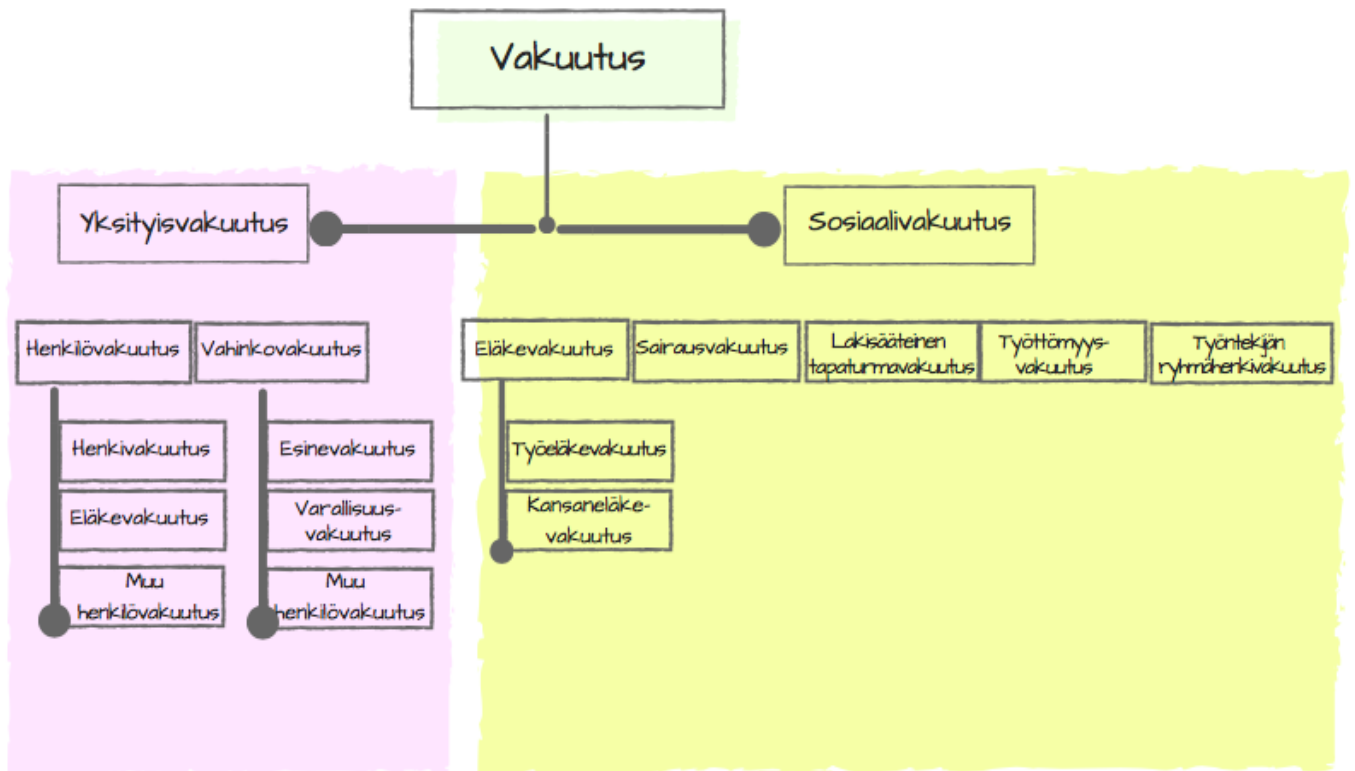 Vakuutus
Yksityisvakuutus
Sosiaalivakuutus
Henkilövakuutus
Vahinkovakuutus
Eläkevakuutus
Sairausvakuutus
Lakisääteinen
tapaturmavakuutus
Työttömyys-
vakuutus
Työntekijän
ryhmäherkivakuutus
Henkivakuutus
Eläkevakuutus
Muu
henkilövakuutus
Esinevakuutus
Varallisuus-
vakuutus
Muu
henkilövakuutus
Työeläkevakuutus
Kansaneläke-
vakuutus